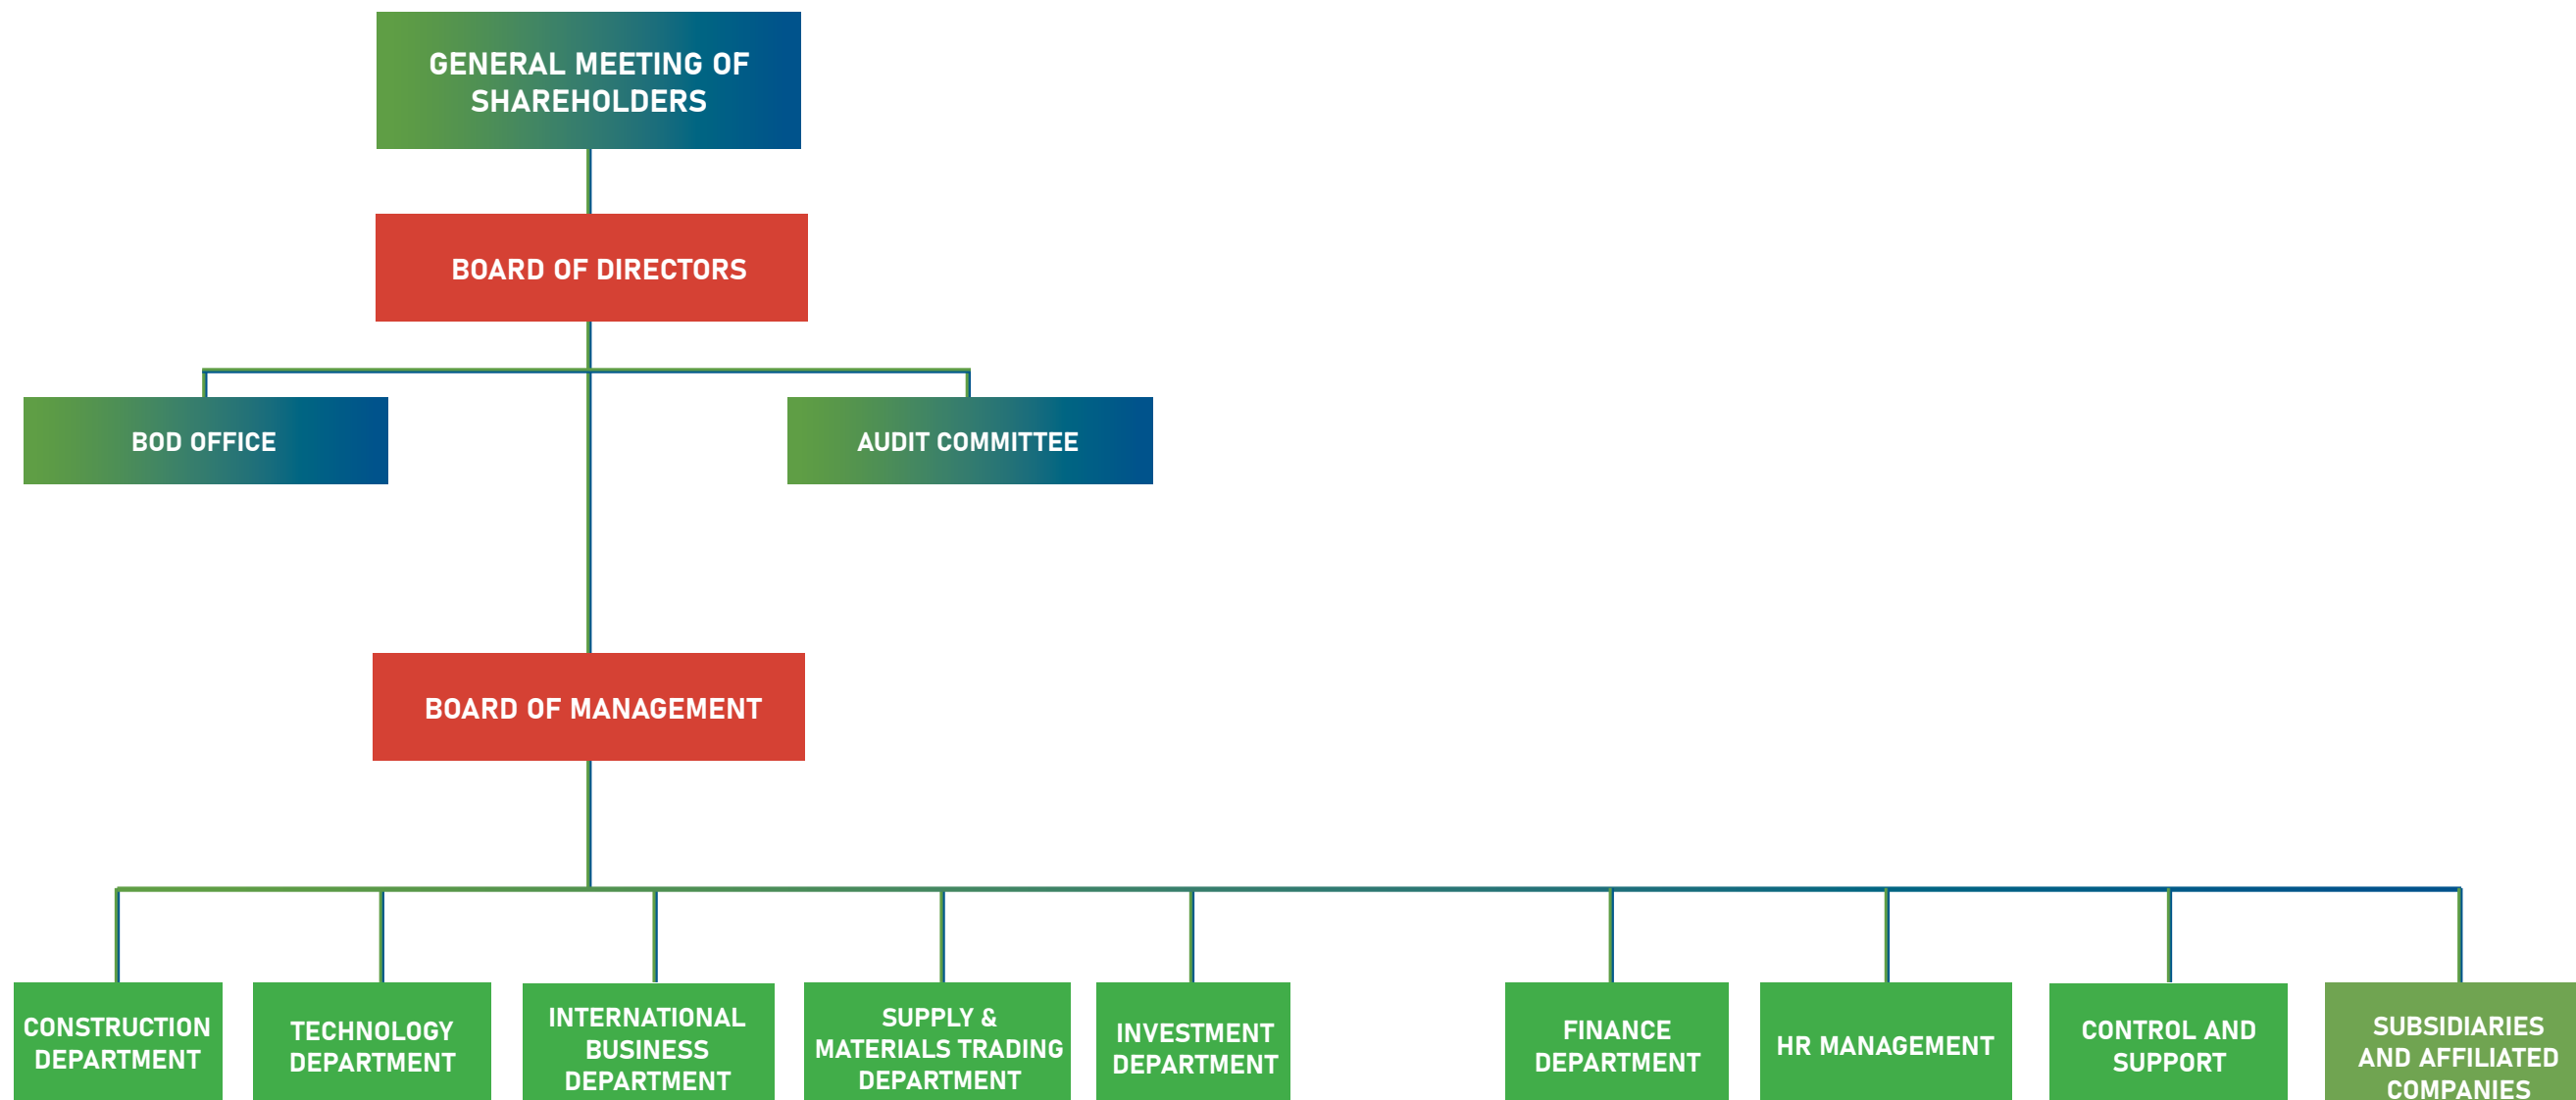 GENERAL MEETING OF
SHAREHOLDERS
BOARD OF DIRECTORS
BOD OFFICE
AUDIT COMMITTEE
BOARD OF MANAGEMENT
CONSTRUCTION
DEPARTMENT
TECHNOLOGY
DEPARTMENT
INTERNATIONAL
BUSINESS
DEPARTMENT
SUPPLY &
MATERIALS TRADING
DEPARTMENT
INVESTMENT
DEPARTMENT
FINANCE
DEPARTMENT
HR MANAGEMENT
CONTROL AND
SUPPORT
SUBSIDIARIES
AND AFFILIATED
COMPANIES